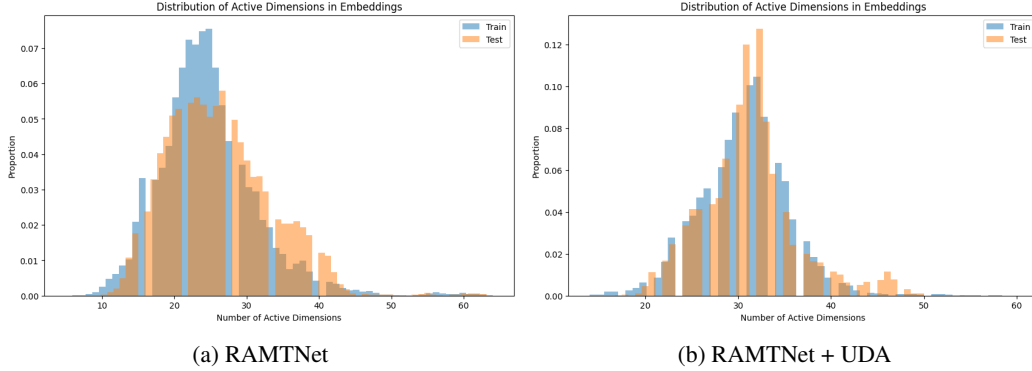 Distribution of Active Dimensions in Embeddings
Train
Test
Proportion
0.07
0.06
0.05
0.04
0.03
0.02
0.01
0.00
10 20 30 40 50 60
Number of Active Dimensions
(a) RAMTNet
Distribution of Active Dimensions in Embeddings
Train
Test
Proportion
0.12
0.10
0.08
0.06
0.04
0.02
0.00
20 30 40 50 60
Number of Active Dimensions
(b) RAMTNet + UDA